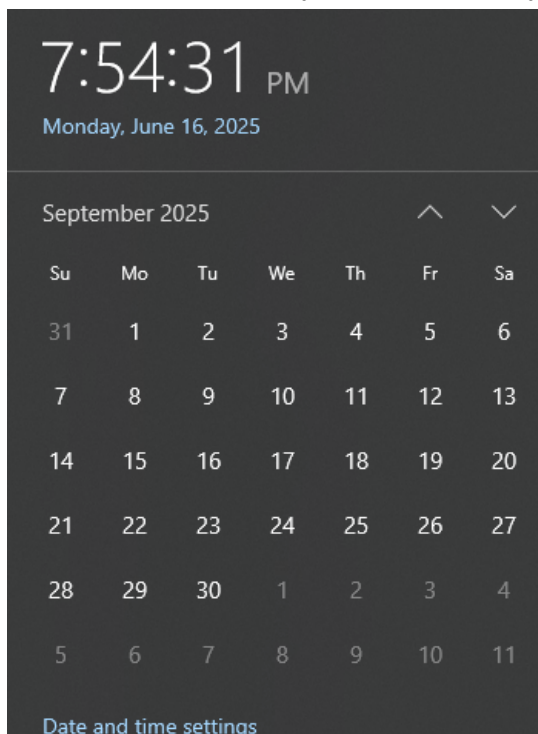 7:54:31 PM
Monday, June 16, 2025
September 2025
Su Mo Tu We Th Fr Sa
31 1 2 3 4 5 6
7 8 9 10 11 12 13
14 15 16 17 18 19 20
21 22 23 24 25 26 27
28 29 30 1 2 3 4
5 6 7 8 9 10 11
Date and time settings